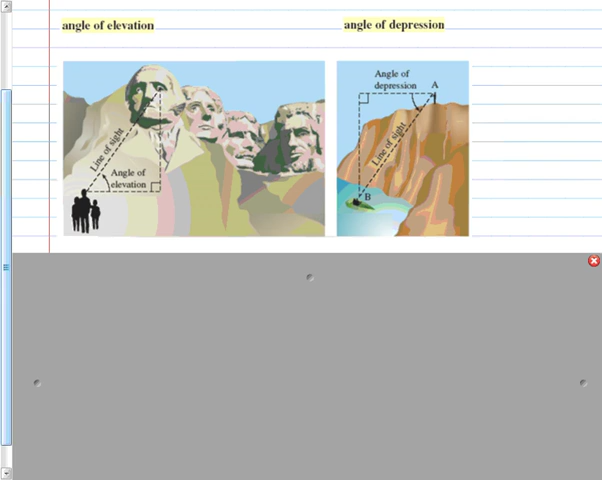 angle of elevation
angle of depression
Line of sight
Angle of
elevation
Angle of
depression
A
Line of sight
B